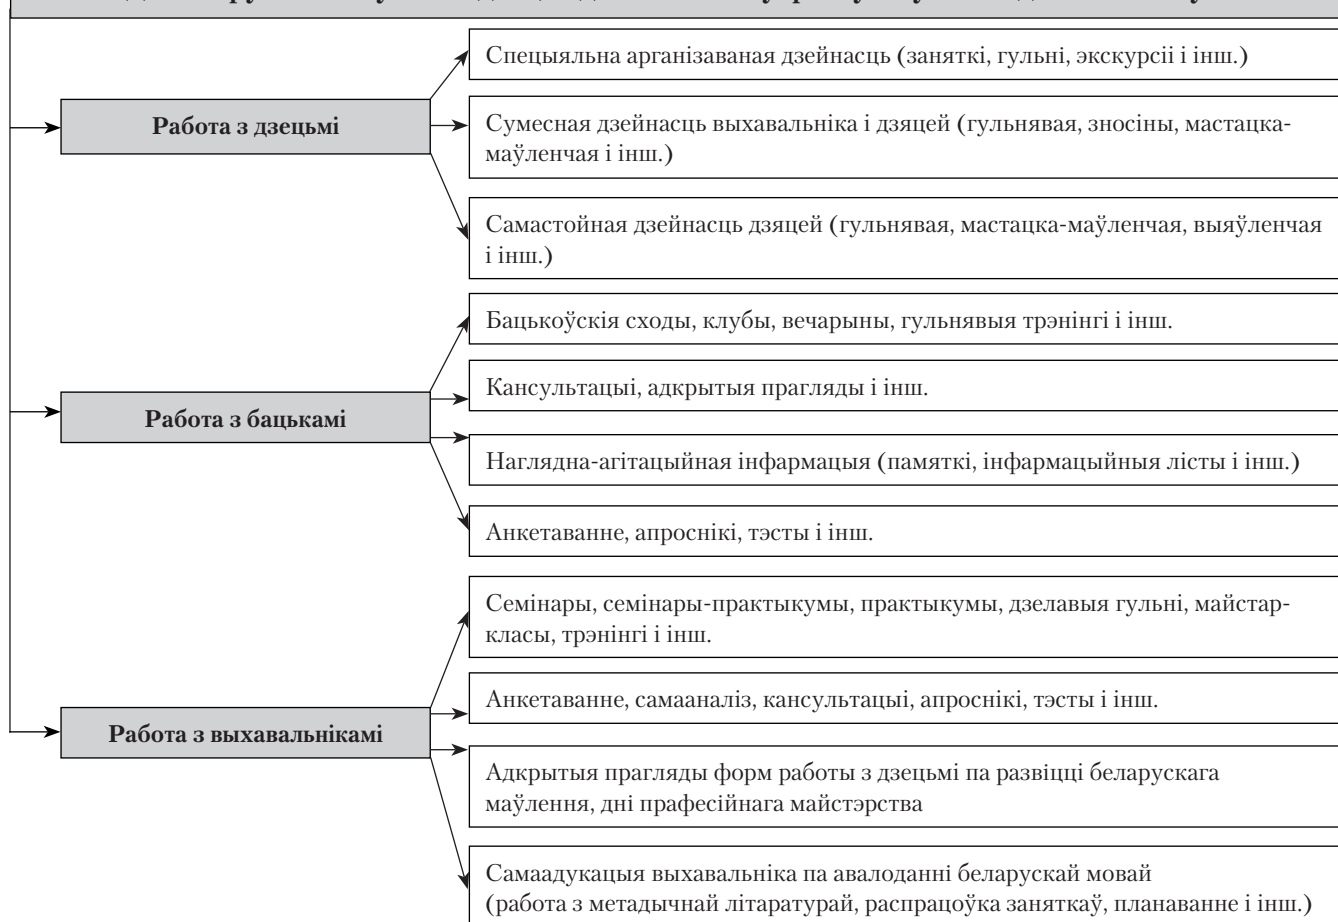 Работа з дзецьмі
Спецыяльна арганізаваная дзейнасць (заняткі, гульні, экскурсіі і інш.)
Сумесная дзейнасць выхавальніка і дзяцей (гульнявая, зносіны, мастацка-
маўленчая і інш.)
Самастойная дзейнасць дзяцей (гульнявая, мастацка-маўленчая, выяўленчая
і інш.)
Работа з бацькамі
Бацькоўскія сходы, клубы, вечарыны, гульнявыя трэнінгі і інш.
Кансультацыі, адкрытыя прагляды і інш.
Наглядна-агітацыйная інфармацыя (памяткі, інфармацыйныя лісты і інш.)
Анкетаванне, апроснікі, тэсты і інш.
Работа з выхавальнікамі
Семінары, семінары-практыкумы, практыкумы, дзелавыя гульні, майстар-
класы, трэнінгі і інш.
Анкетаванне, самааналіз, кансультацыі, апроснікі, тэсты і інш.
Адкрытыя прагляды форм работы з дзецьмі па развіцці беларускага
маўлення, дні прафесійнага майстэрства
Самаадукацыя выхавальніка па авалоданні беларускай мовай
(работа з метадычнай літаратурай, распрацоўка заняткаў, планаванне і інш.)